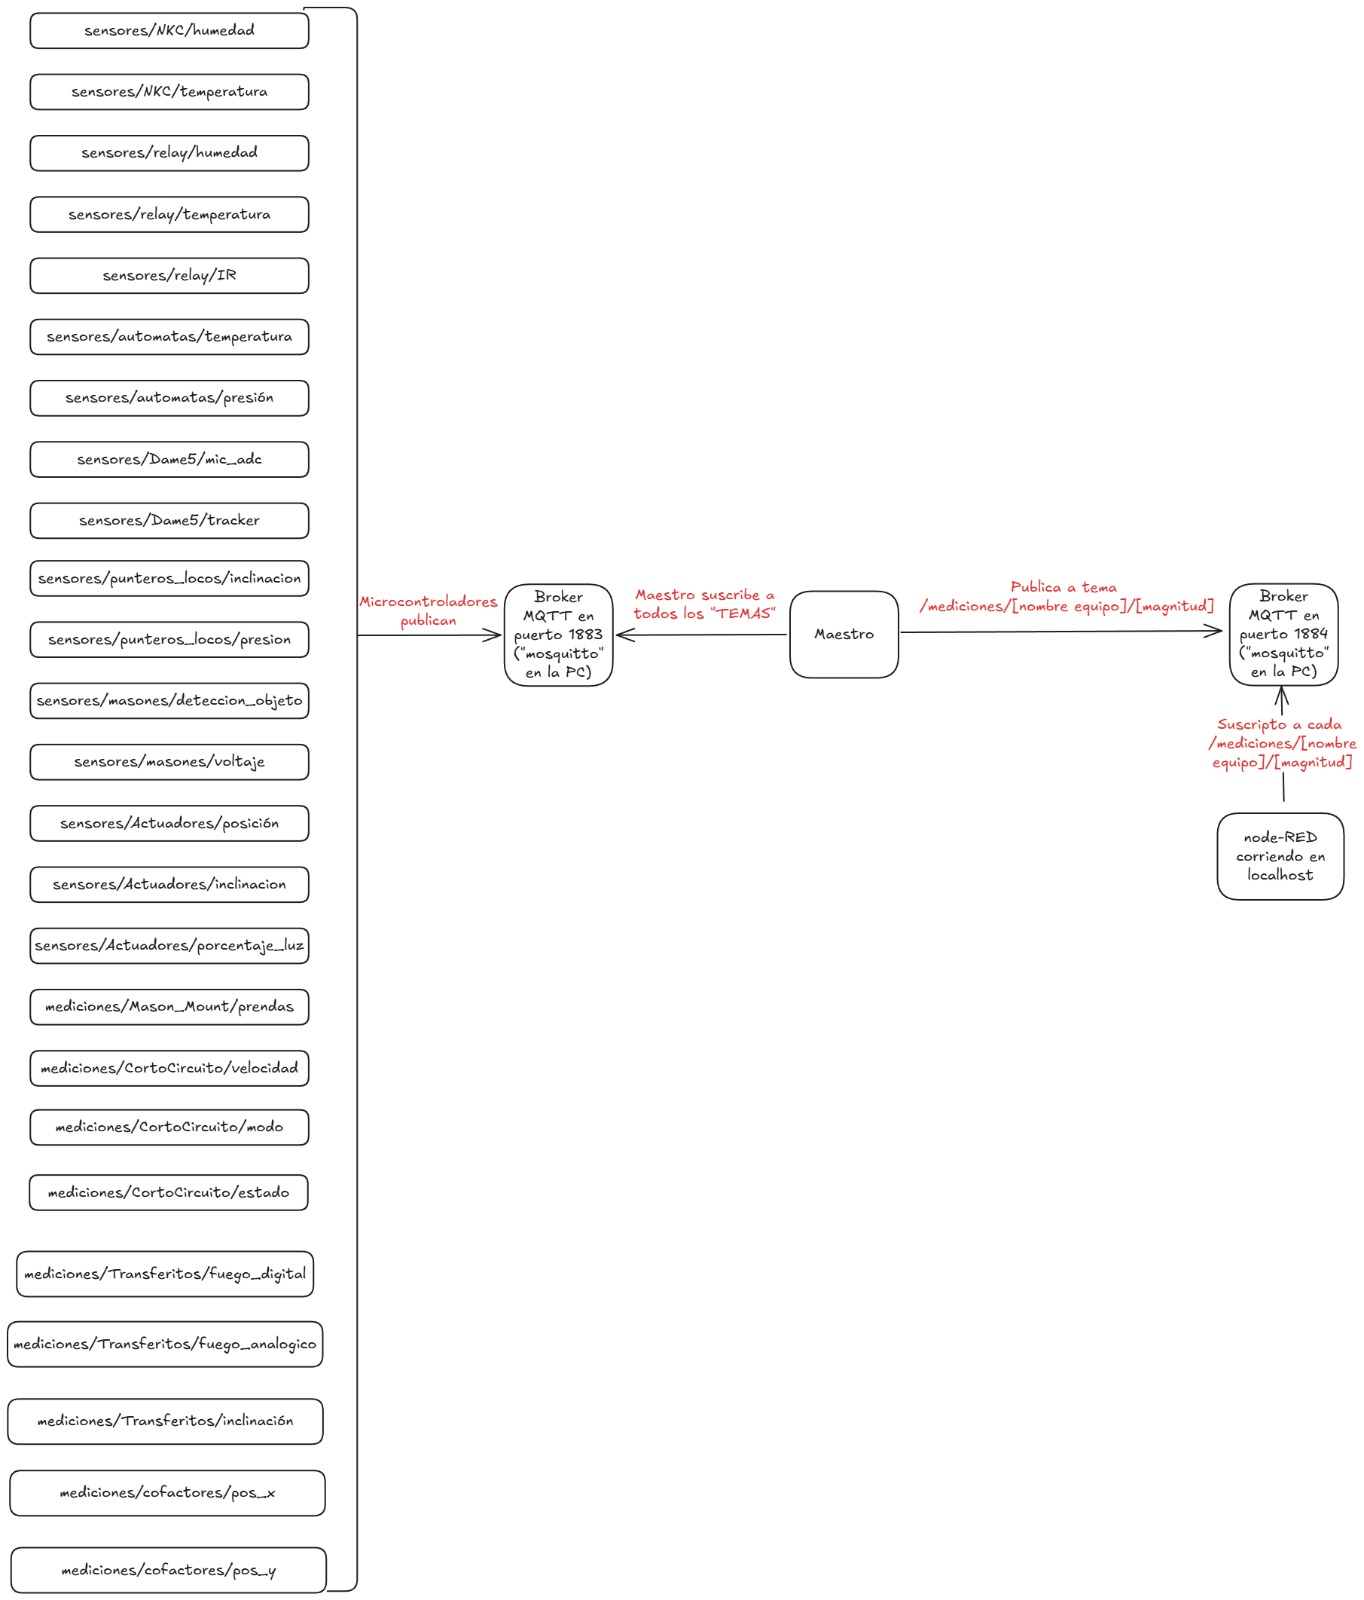 sensores/NKC/humedad
sensores/NKC/temperatura
sensores/relay/humedad
sensores/relay/temperatura
sensores/relay/IR
sensores/automatas/temperatura
sensores/automatas/presión
sensores/Dame5/mic_adc
sensores/Dame5/tracker
sensores/punteros_locos/inclinacion
sensores/punteros_locos/presion
sensores/masones/deteccion_objeto
sensores/masones/voltaje
sensores/Actuadores/posición
sensores/Actuadores/inclinacion
sensores/Actuadores/porcentaje_luz
mediciones/Mason_Mount/prendas
mediciones/CortoCircuito/velocidad
mediciones/CortoCircuito/modo
mediciones/CortoCircuito/estado
mediciones/Transferitos/fuego_digital
mediciones/Transferitos/fuego_analogico
mediciones/Transferitos/inclinación
mediciones/cofactores/pos_x
mediciones/cofactores/pos_y
Microcontroladores
publican
Broker
MQTT en
puerto 1883
("mosquitto"
en la PC)
Maestro suscribe a
todos los "TEMAS"
Maestro
Publica a tema
/mediciones/[nombre equipo]/[magnitud]
Broker
MQTT en
puerto 1884
("mosquitto"
en la PC)
Suscripto a cada
/mediciones/[nombre
equipo]/[magnitud]
node-RED
corriendo en
localhost